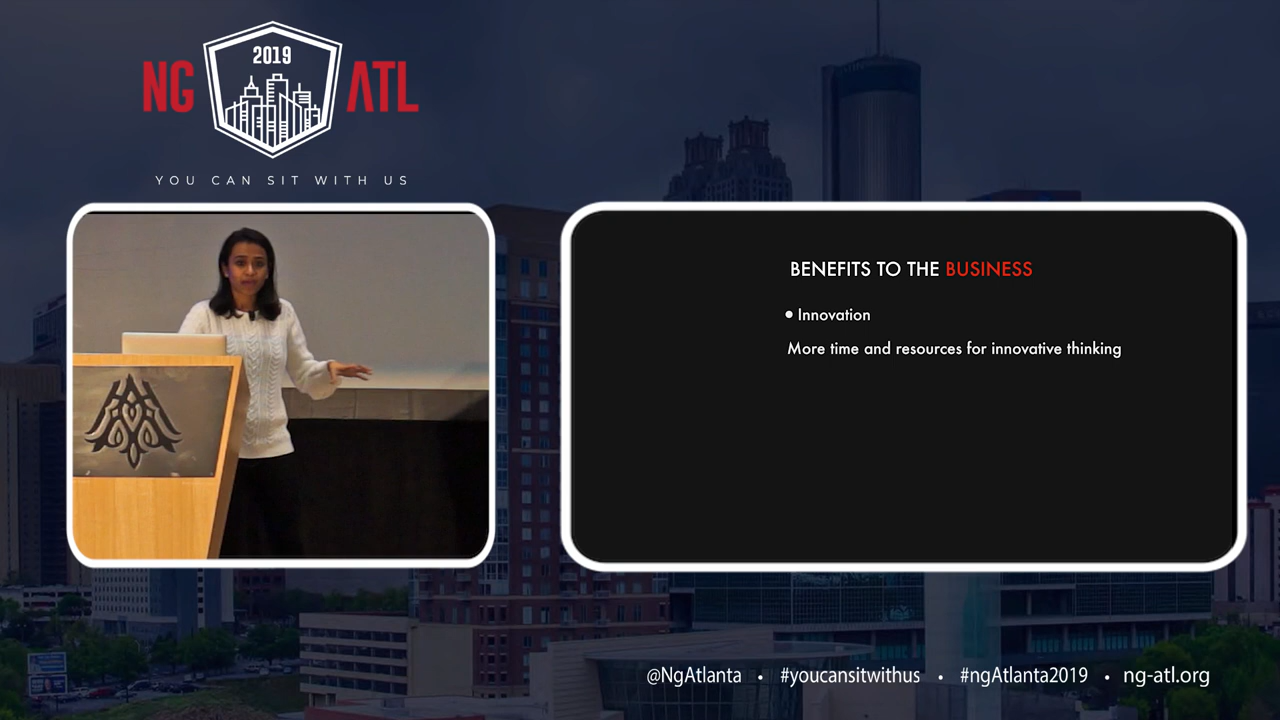 2019
NG ATL
YOU CAN SIT WITH US
BENEFITS TO THE BUSINESS
• Innovation
More time and resources for innovative thinking
@NgAtlanta • #youcansitwithus • #ngAtlanta2019 • ng-atl.org